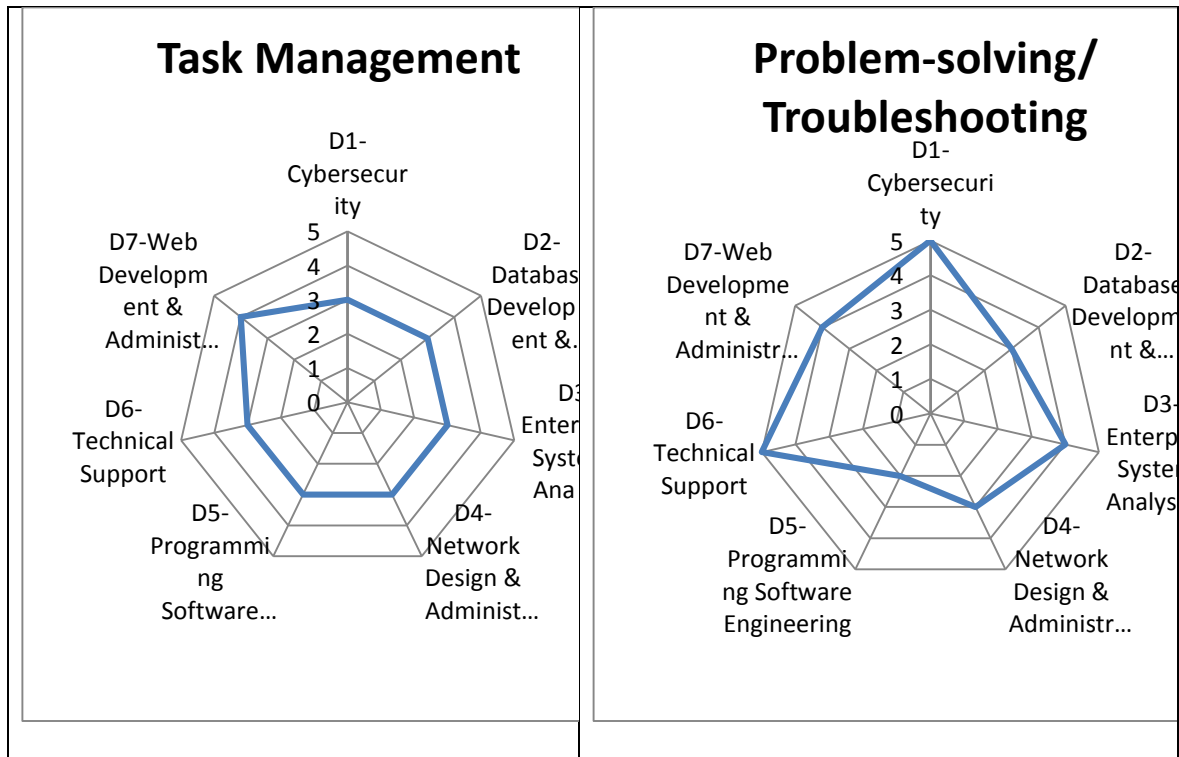 Task Management
D1-
Cybersecur
ity
D2-
Databas
Develop
ent &...
D3
Enter
Syste
Ana
D4-
Network
Design &
Administ...
D5-
Programmi
ng
Software...
D6-
Technical
Support
D7-Web
Developm
ent &
Administ...
5
4
3
2
1
0
Problem-solving/
Troubleshooting
D1-
Cybersecuri
ty
D2-
Database
Developm
nt &...
D3-
Enterp
System
Analys
D4-
Network
Design &
Administr...
D5-
Programmi
ng Software
Engineering
D6-
Technical
Support
D7-Web
Developme
nt &
Administr...
5
4
3
2
1
0